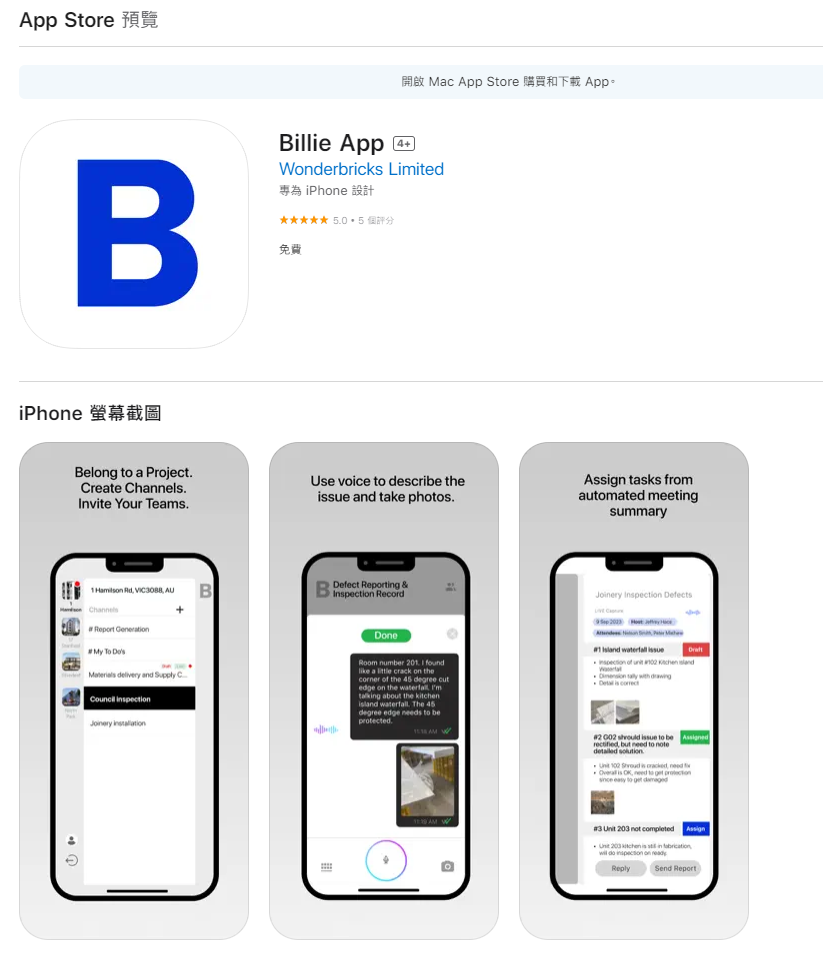 App Store 預覽
開啟 Mac App Store 購買和下載 App。
B
Billie App 4+
Wonderbricks Limited
專為 iPhone 設計
★★★★★ 5.0 • 5 個評分
免費
iPhone 螢幕截圖
Belong to a Project.
Create Channels.
Invite Your Teams.
1 Hamilson Rd, VIC3088, AU
B
Hamilson
Channels
+
# Report Generation
# My To Do's
Draft
Materials delivery and Supply C...
Council inspection
Joinery installation
Use voice to describe the
issue and take photos.
B Defect Reporting &
Inspection Record
Done
Room number 201. I found
like a little crack on the
corner of the 45 degree cut
edge on the waterfall. I'm
talking about the kitchen
island waterfall. The 45
degree edge needs to be
protected.
11:18 AM
11:18 AM
Assign tasks from
automated meeting
summary
Joinery Inspection Defects
LIVE Capture
9 Sep 2023 Host: Jeffrey Hece
Attendees: Nelson Smith, Peter Malhare
#1 Island waterfall issue Draft
• Inspection of unit #102 Kitchen island
Waterfall
• Dimension rally with drawing
• Detail is correct
#2 G02 shrould issue to be
rectified, but need to note
detailed solution.
Assigned
• Unit 102 Shroud is cracked, need fix
• Overall is OK, need to get protection
since easy to get damaged
#3 Unit 203 not completed Assign
• Unit 203 kitchen is still in fabrication,
will do inspection on ready.
Reply Send Report